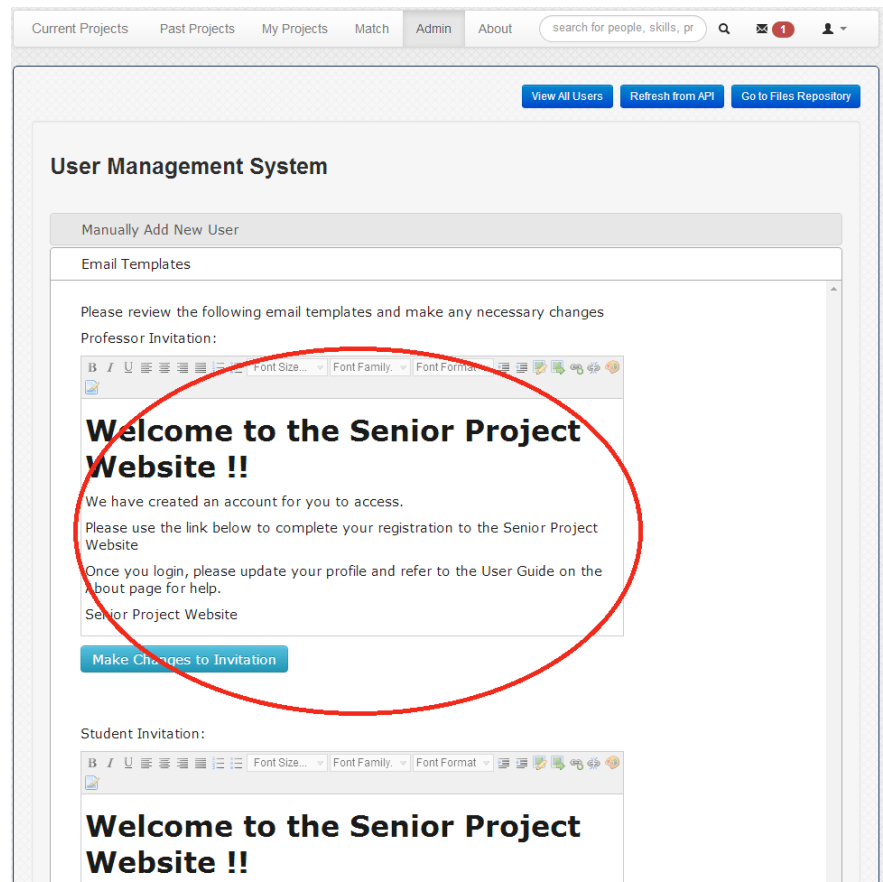 Current Projects Past Projects My Projects Match Admin About search for people, skills, pr 1
View All Users Refresh from API Go to Files Repository
User Management System
Manually Add New User
Email Templates
Please review the following email templates and make any necessary changes
Professor Invitation:
B I U Font Size... Font Family. Font Format
Welcome to the Senior Project
Website !!
We have created an account for you to access.
Please use the link below to complete your registration to the Senior Project
Website
Once you login, please update your profile and refer to the User Guide on the
About page for help.
Senior Project Website
Make Changes to Invitation
Student Invitation:
B I U Font Size... Font Family. Font Format
Welcome to the Senior Project
Website !!